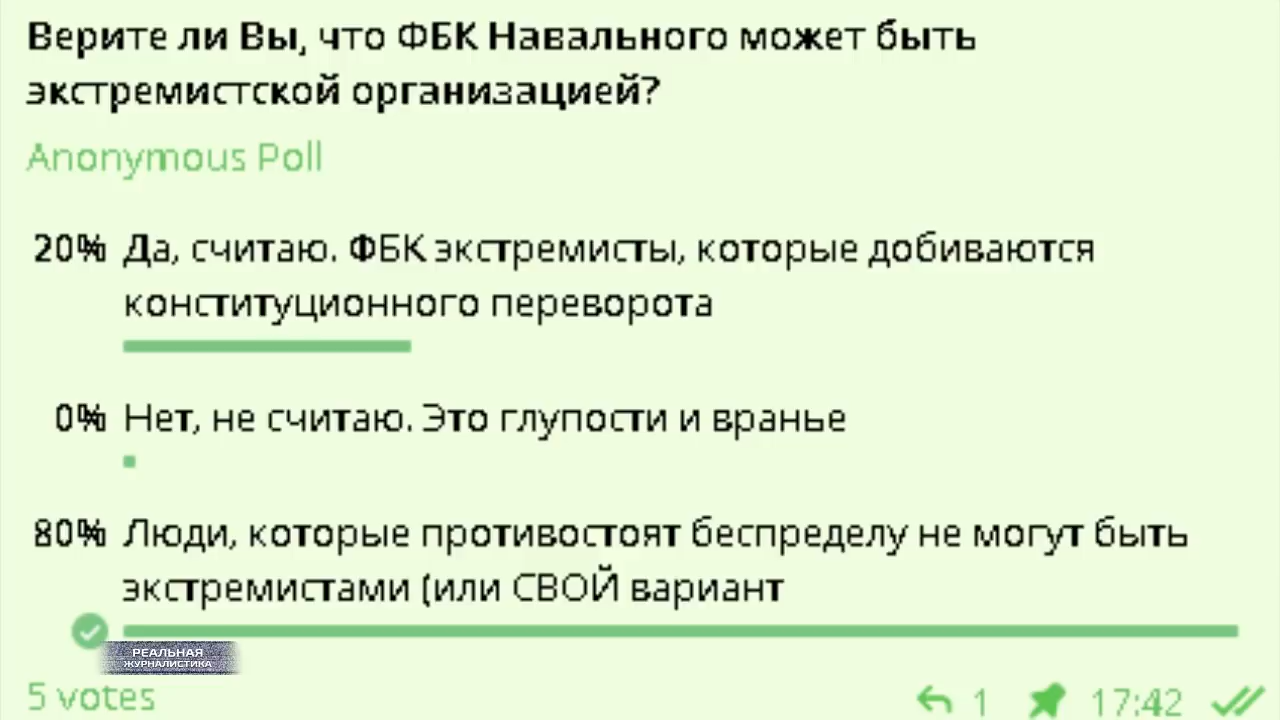 Верите ли Вы, что ФБК Навального может быть
экстремистской организацией?
Anonymous Poll
20% Да, считаю. ФБК экстремисты, которые добиваются
конституционного переворота
0% Нет, не считаю. Это глупости и вранье
80% Люди, которые противостоят беспределу не могут быть
экстремистами (или СВОЙ вариант
РЕАЛЬНАЯ
ЖУРНАЛИСТИКА
5 votes 1 17:42